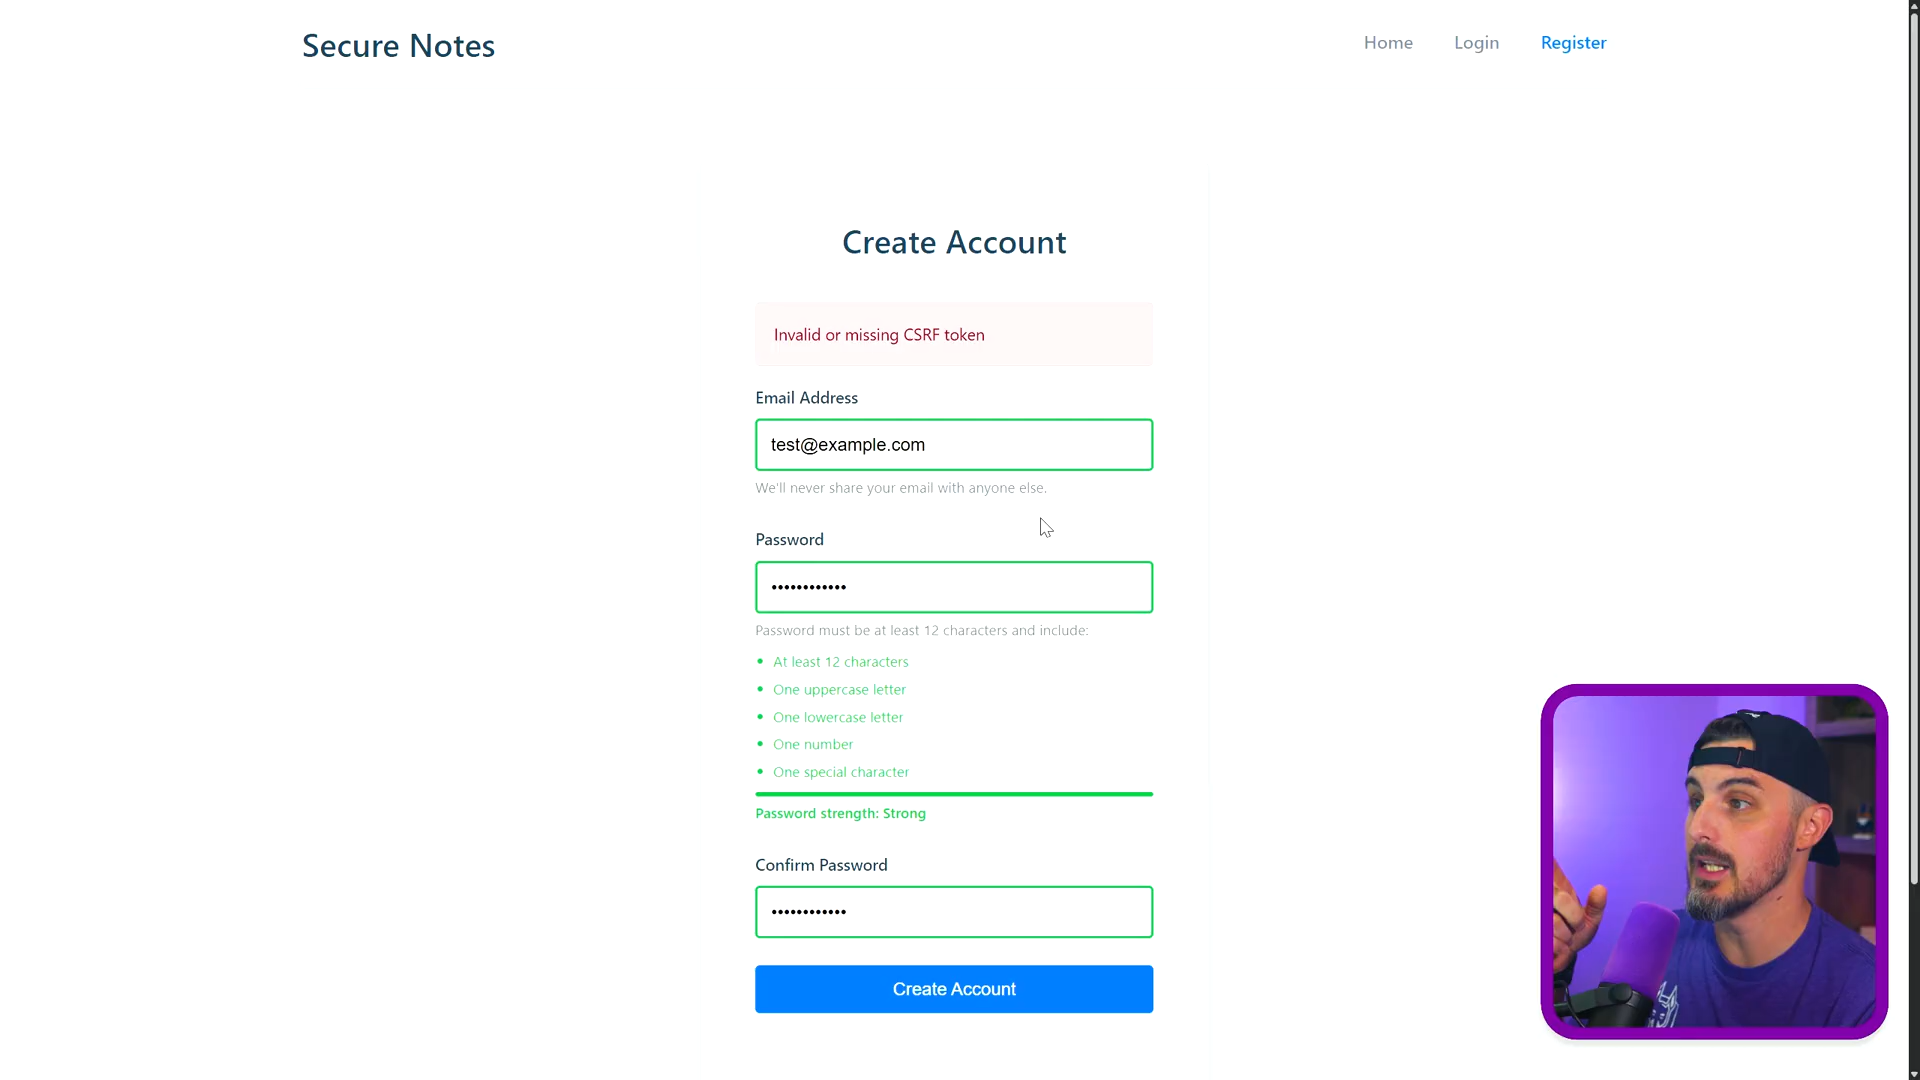 Secure Notes
Home Login Register
Create Account
Invalid or missing CSRF token
Email Address
test@example.com
We'll never share your email with anyone else.
Password
••••••••••••
Password must be at least 12 characters and include:
• At least 12 characters
• One uppercase letter
• One lowercase letter
• One number
• One special character
Password strength: Strong
Confirm Password
••••••••••••
Create Account